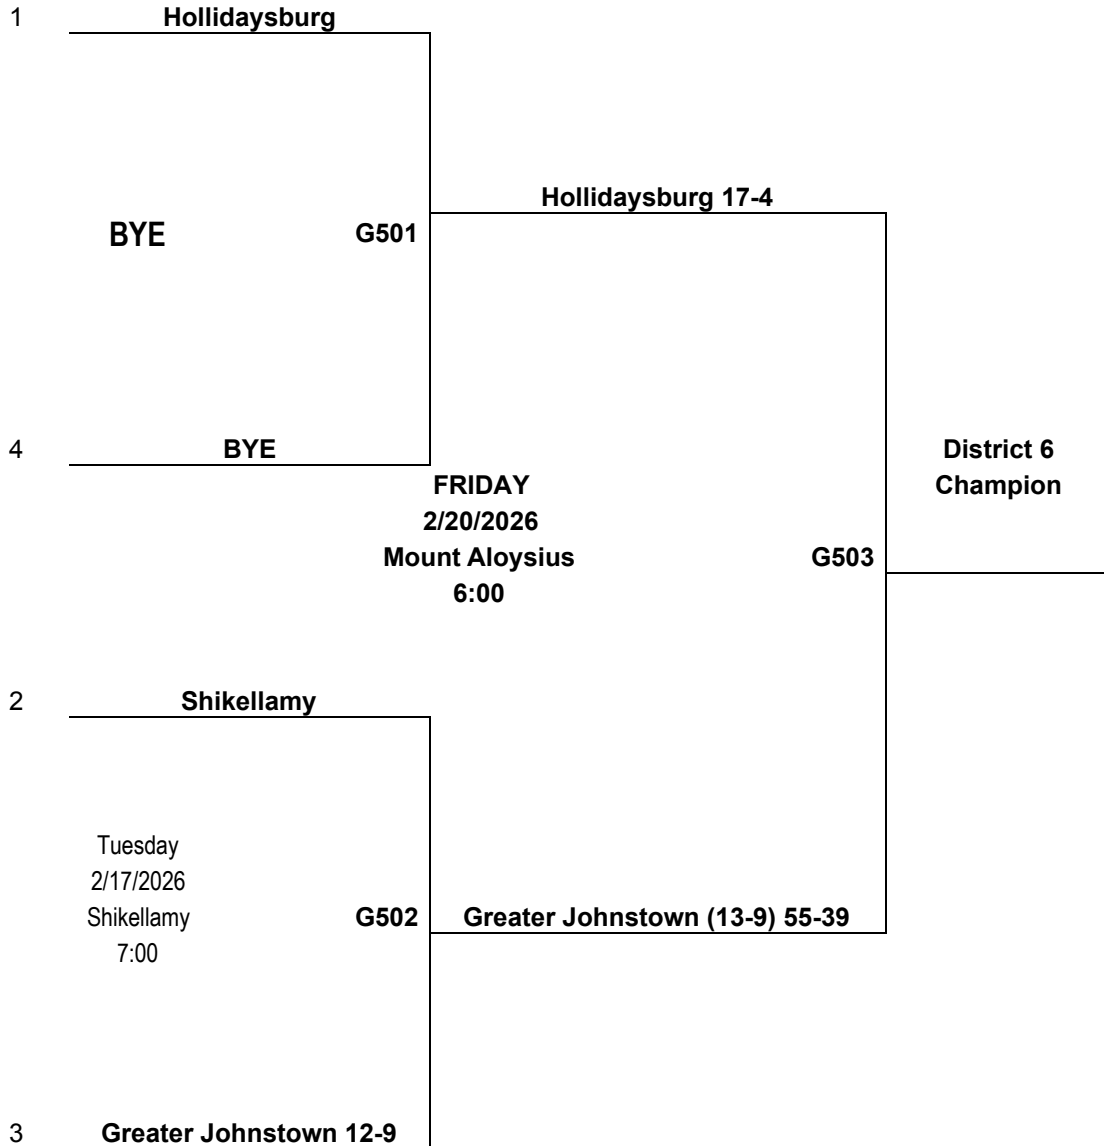 1 Hollidaysburg
Hollidaysburg 17-4
BYE G501
4 BYE
District 6
Champion
FRIDAY
2/20/2026
Mount Aloysius
6:00
G503
2 Shikellamy
Tuesday
2/17/2026
Shikellamy
7:00
G502
Greater Johnstown (13-9) 55-39
3 Greater Johnstown 12-9